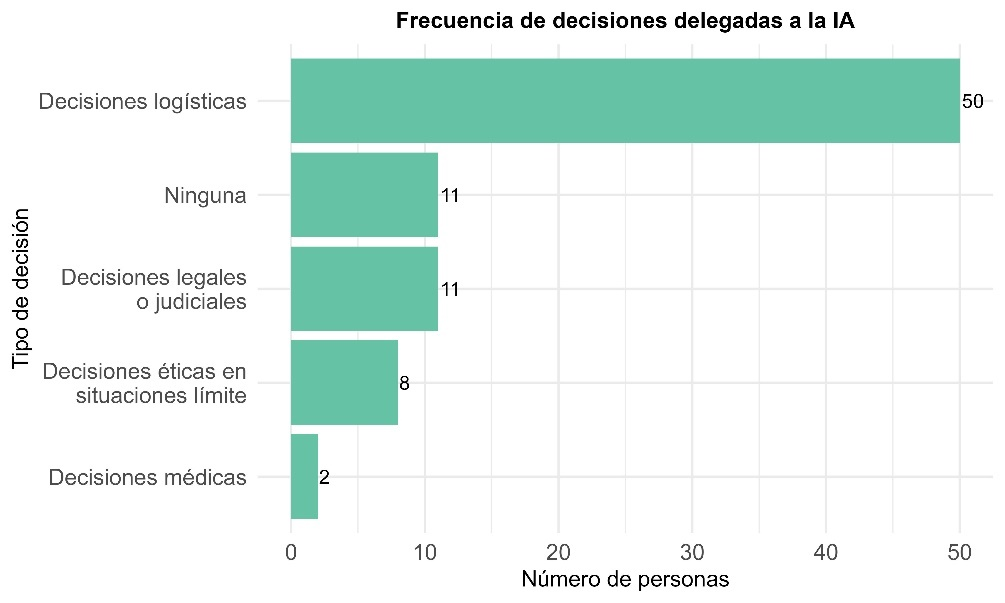 Frecuencia de decisiones delegadas a la IA
Tipo de decisión
Decisiones logísticas
50
Ninguna
11
Decisiones legales
o judiciales
11
Decisiones éticas en
situaciones límite
8
Decisiones médicas
2
0 10 20 30 40 50
Número de personas